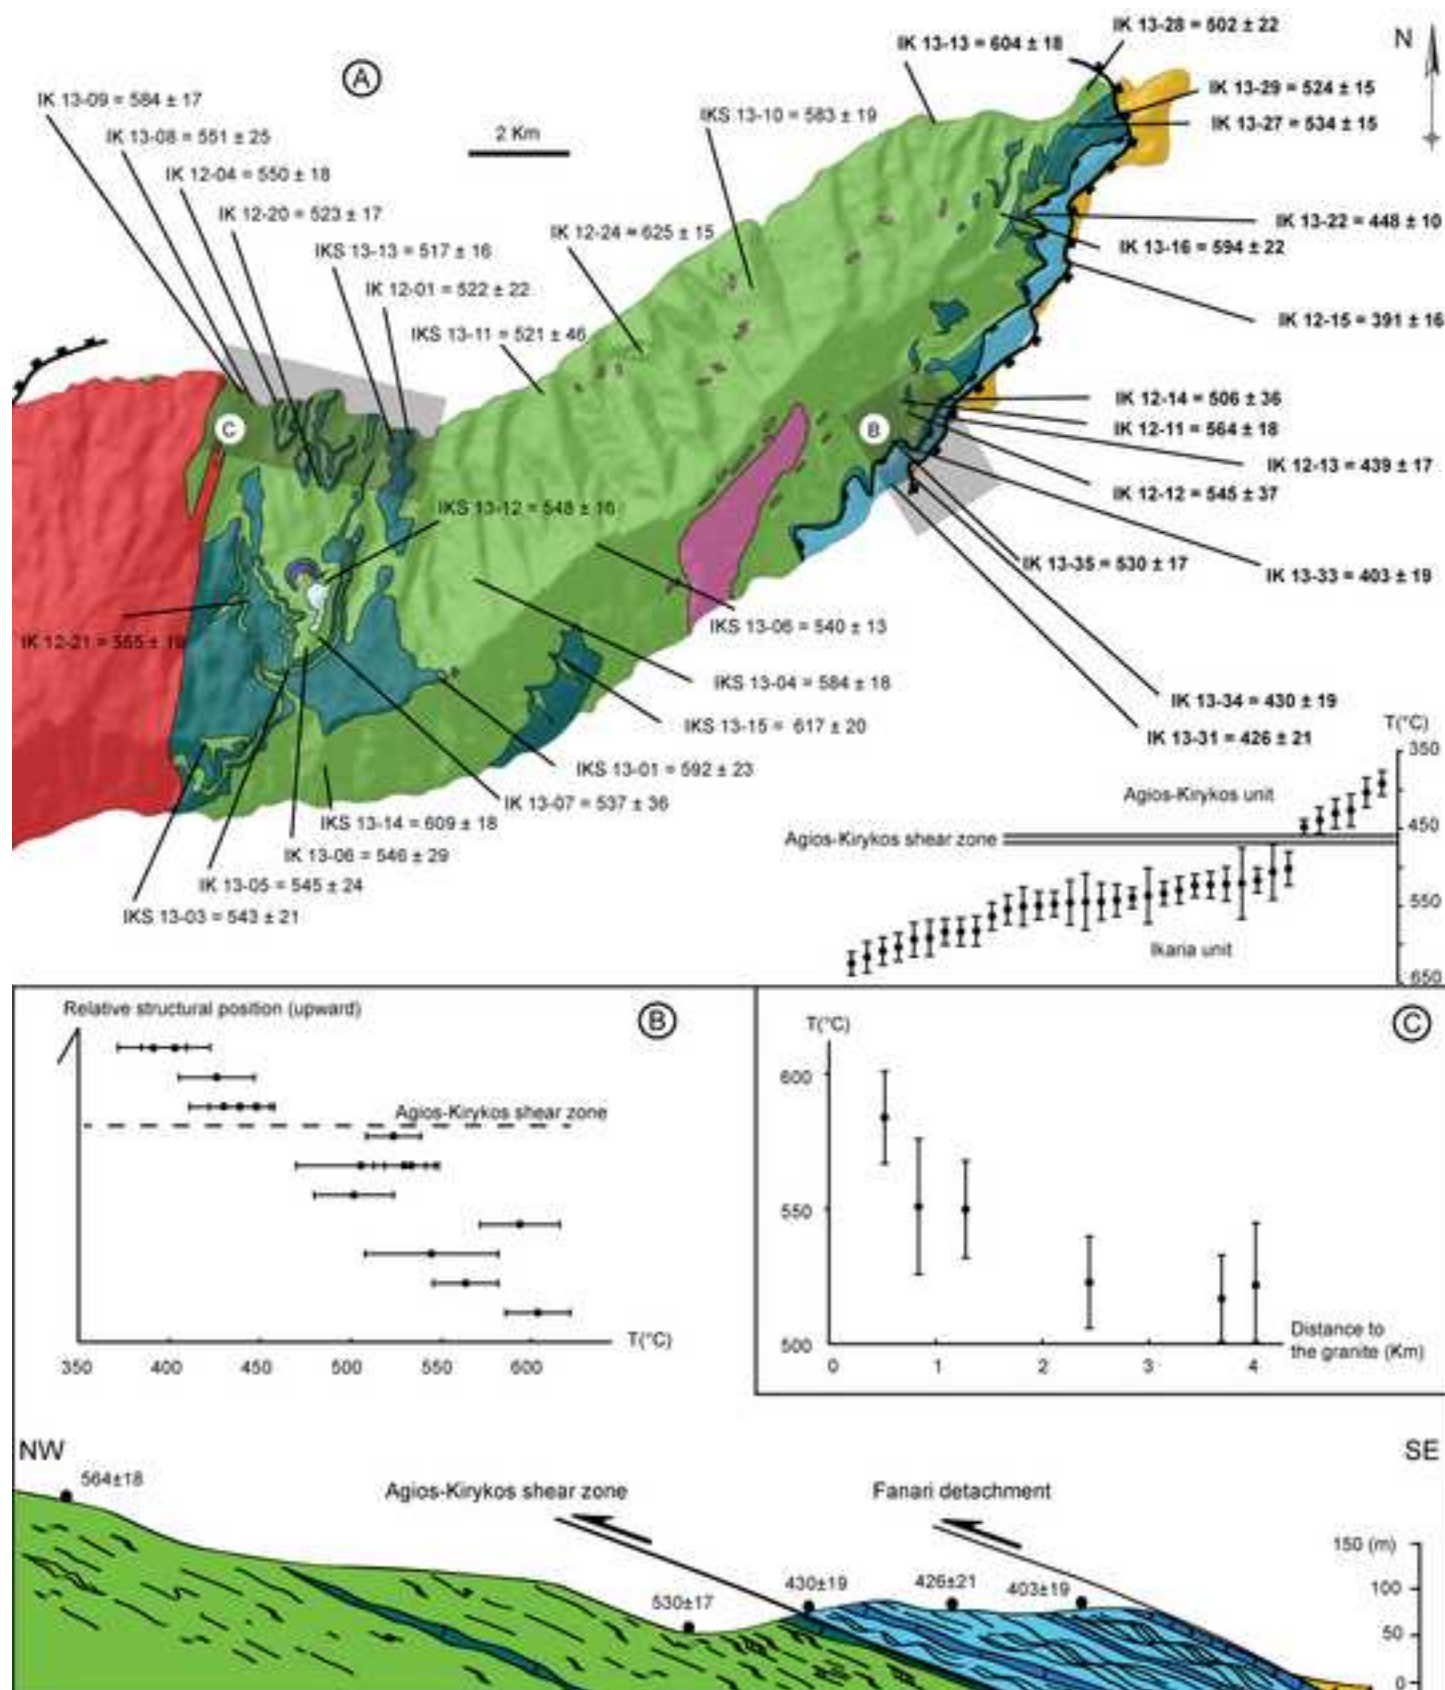 IK 13-28 = 502 ± 22
IK 13-13 = 604 ± 18
N
A
IK 13-09 = 584 ± 17
IK 13-29 = 524 ± 15
IKS 13-10 = 583 ± 19
IK 13-27 = 534 ± 15
IK 13-08 = 551 ± 25
2 Km
IK 12-04 = 550 ± 18
IK 12-20 = 523 ± 17
IK 13-22 = 448 ± 10
IK 12-24 = 625 ± 15
IK 13-16 = 594 ± 22
IKS 13-13 = 517 ± 16
IK 12-01 = 522 ± 22
IK 12-15 = 391 ± 16
IKS 13-11 = 521 ± 46
IK 12-14 = 506 ± 36
C
B
IK 12-11 = 564 ± 18
IK 12-13 = 439 ± 17
IK 12-12 = 545 ± 37
IKS 13-12 = 548 ± 16
IK 13-35 = 530 ± 17
IK 13-33 = 403 ± 19
IKS 13-06 = 540 ± 13
IK 12-21 = 555 ± 19
IKS 13-04 = 584 ± 18
IK 13-34 = 430 ± 19
IKS 13-15 = 617 ± 20
IK 13-31 = 426 ± 21
IKS 13-01 = 592 ± 23
IK 13-07 = 537 ± 36
IKS 13-14 = 609 ± 18
IK 13-06 = 546 ± 29
IK 13-05 = 545 ± 24
IKS 13-03 = 543 ± 21
T(°C)
350
Agios-Kirykos unit
450
Agios-Kirykos shear zone
550
Ikaria unit
650
Relative structural position (upward)
B
Agios-Kirykos shear zone
T(°C)
350 400 450 500 550 600
T(°C)
C
600
550
500
0 1 2 3 4
Distance to
the granite (Km)
NW
SE
564±18
Agios-Kirykos shear zone
Fanari detachment
530±17
430±19
426±21
403±19
150 (m)
100
50
0